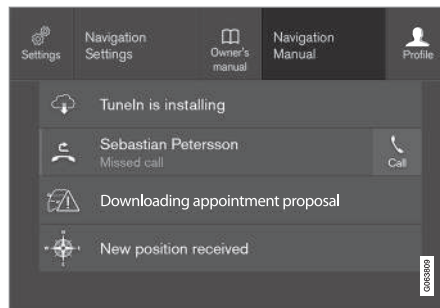 Settings
Navigation
Settings
Owner's
manual
Navigation
Manual
Profile
TuneIn is installing
Sebastian Petersson
Missed call
Call
Downloading appointment proposal
New position received
G063809